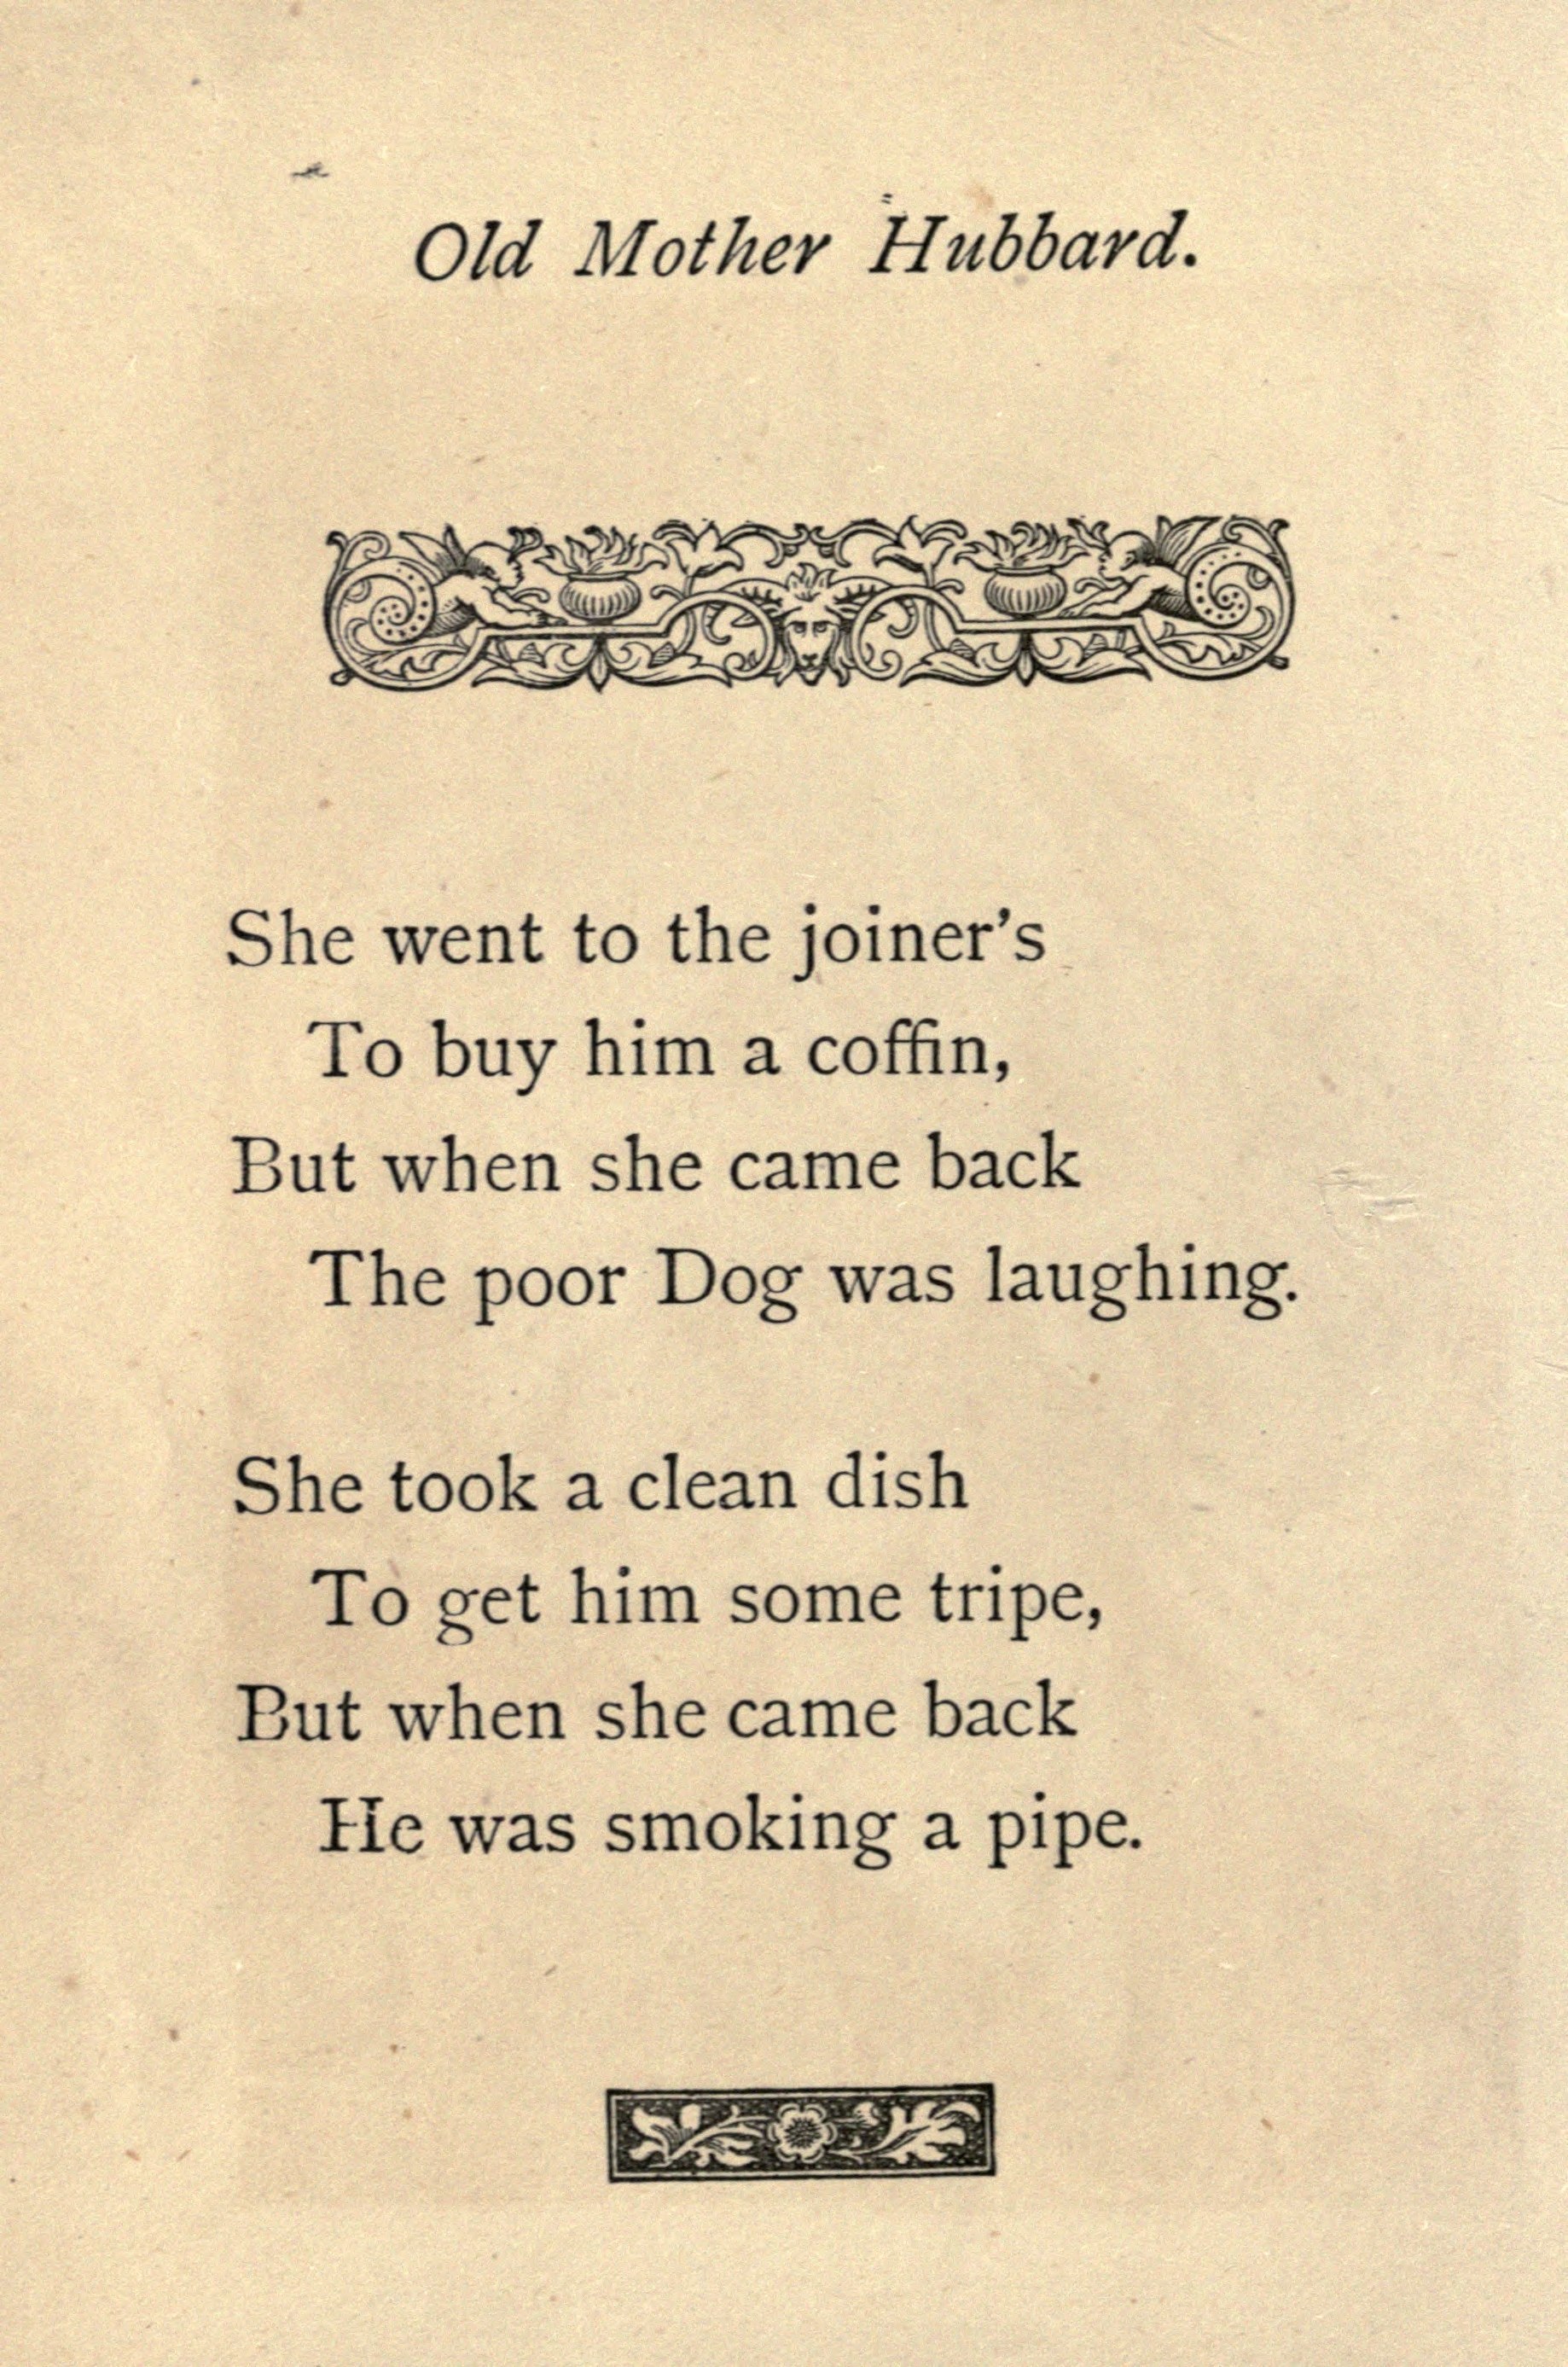 Old Mother Hubbard.
She went to the joiner's
To buy him a coffin,
But when she came back
The poor Dog was laughing.
She took a clean dish
To get him some tripe,
But when she came back
He was smoking a pipe.